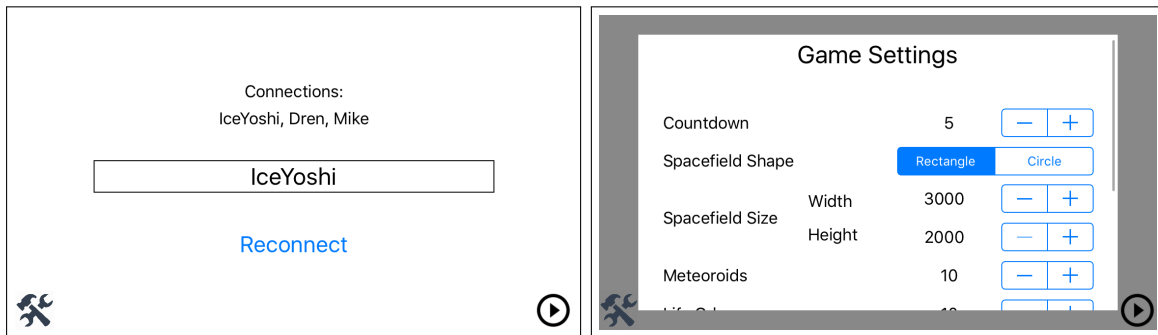 Connections:
IceYoshi, Dren, Mike
IceYoshi
Reconnect
Game Settings
Countdown 5 − +
Spacefield Shape Rectangle Circle
Spacefield Size
Width 3000 − +
Height 2000 − +
Meteoroids 10 − +